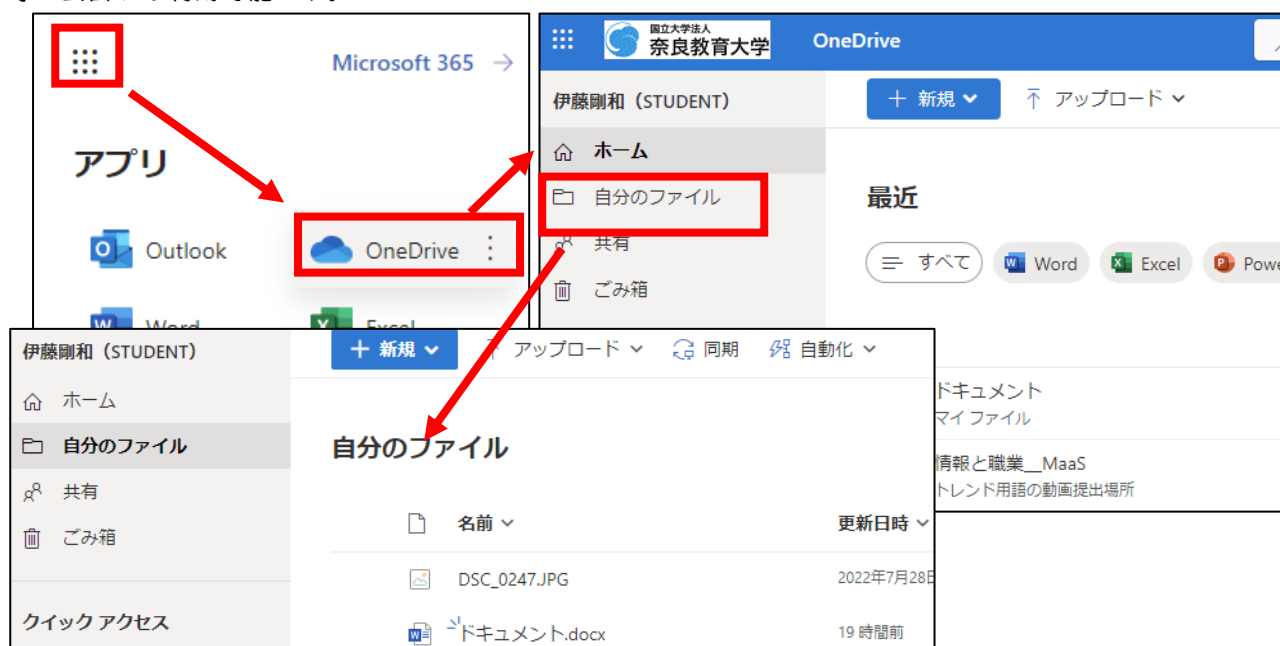 Microsoft 365 →
アプリ
Outlook
OneDrive
Word
Excel
国立大学法人
奈良教育大学
OneDrive
伊藤剛和（STUDENT）
＋ 新規
アップロード
ホーム
自分のファイル
共有
ごみ箱
最近
すべて
Word
Excel
ドキュメント
マイ ファイル
情報と職業__MaaS
トレンド用語の動画提出場所
伊藤剛和（STUDENT）
＋ 新規
アップロード
同期
自動化
ホーム
自分のファイル
共有
ごみ箱
クイック アクセス
自分のファイル
名前
更新日時
DSC_0247.JPG
2022年7月28日
ドキュメント.docx
19 時間前